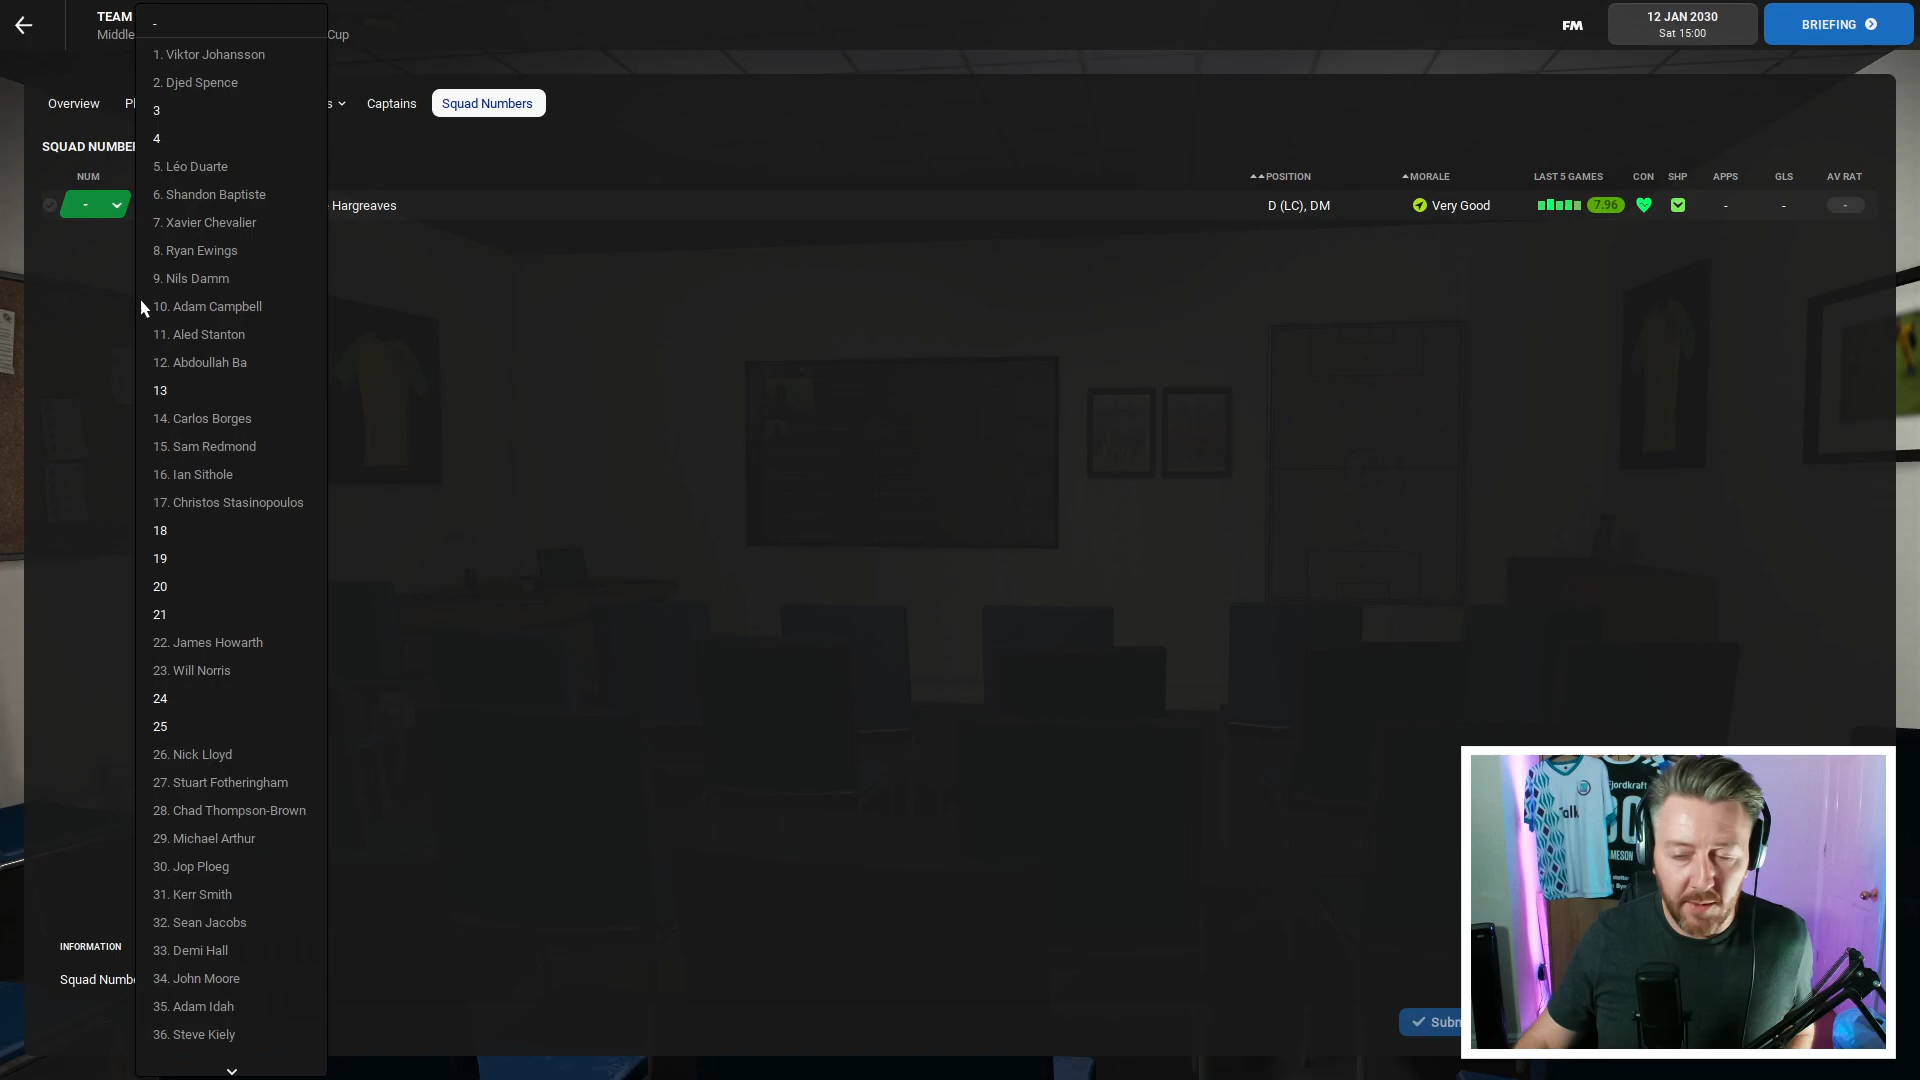 TEAM
Middle
Cup
FM
12 JAN 2030
Sat 15:00
BRIEFING
Overview
Pl
s
Captains
Squad Numbers
SQUAD NUMBE
NUM
POSITION
MORALE
LAST 5 GAMES
CON
SHP
APPS
GLS
AV RAT
-
Hargreaves
D (LC), DM
Very Good
7.96
-
-
-
-
1. Viktor Johansson
2. Djed Spence
3
4
5. Léo Duarte
6. Shandon Baptiste
7. Xavier Chevalier
8. Ryan Ewings
9. Nils Damm
10. Adam Campbell
11. Aled Stanton
12. Abdoullah Ba
13
14. Carlos Borges
15. Sam Redmond
16. Ian Sithole
17. Christos Stasinopoulos
18
19
20
21
22. James Howarth
23. Will Norris
24
25
26. Nick Lloyd
27. Stuart Fotheringham
28. Chad Thompson-Brown
29. Michael Arthur
30. Jop Ploeg
31. Kerr Smith
32. Sean Jacobs
33. Demi Hall
34. John Moore
35. Adam Idah
36. Steve Kiely
INFORMATION
Squad Numbe
Subm
Fjordkraft
Talk
JAMESON